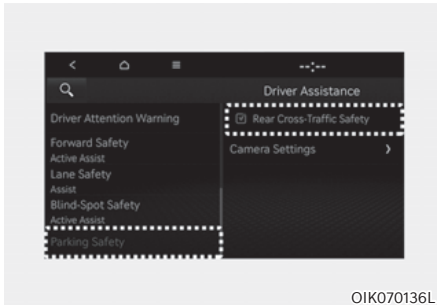 --:--
Driver Assistance
Driver Attention Warning
Forward Safety
Active Assist
Lane Safety
Assist
Blind-Spot Safety
Active Assist
Parking Safety
Rear Cross-Traffic Safety
Camera Settings
OIK070136L